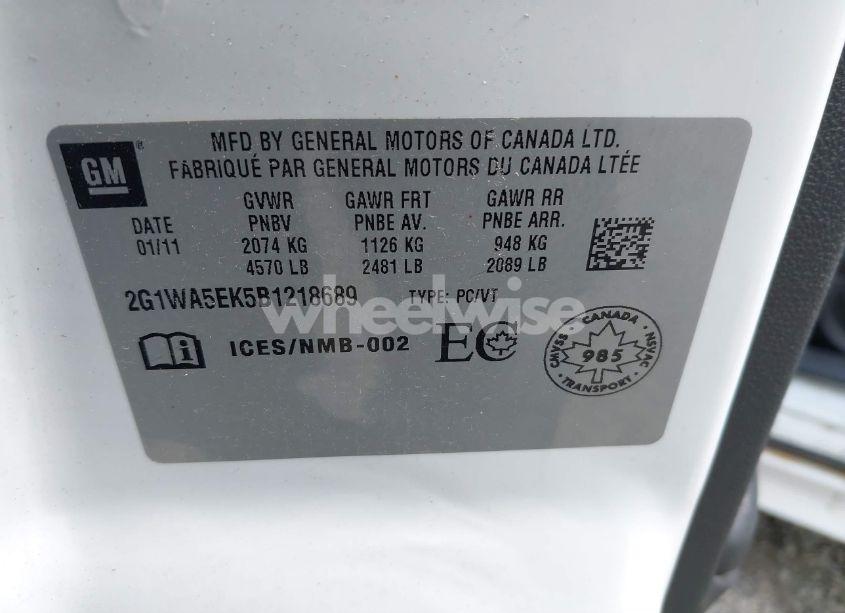 MFD BY GENERAL MOTORS OF CANADA LTD.
FABRIQUÉ PAR GENERAL MOTORS DU CANADA LTÉE
GM®
DATE
01/11
GVWR
PNBV
2074 KG
4570 LB
GAWR FRT
PNBE AV.
1126 KG
2481 LB
GAWR RR
PNBE ARR.
948 KG
2089 LB
2G1WA5EK5B1218689
TYPE: PC/VT
wheelwise
ICES/NMB-002
EC
CANADA
CMVSS
985
NSVAC
TRANSPORT